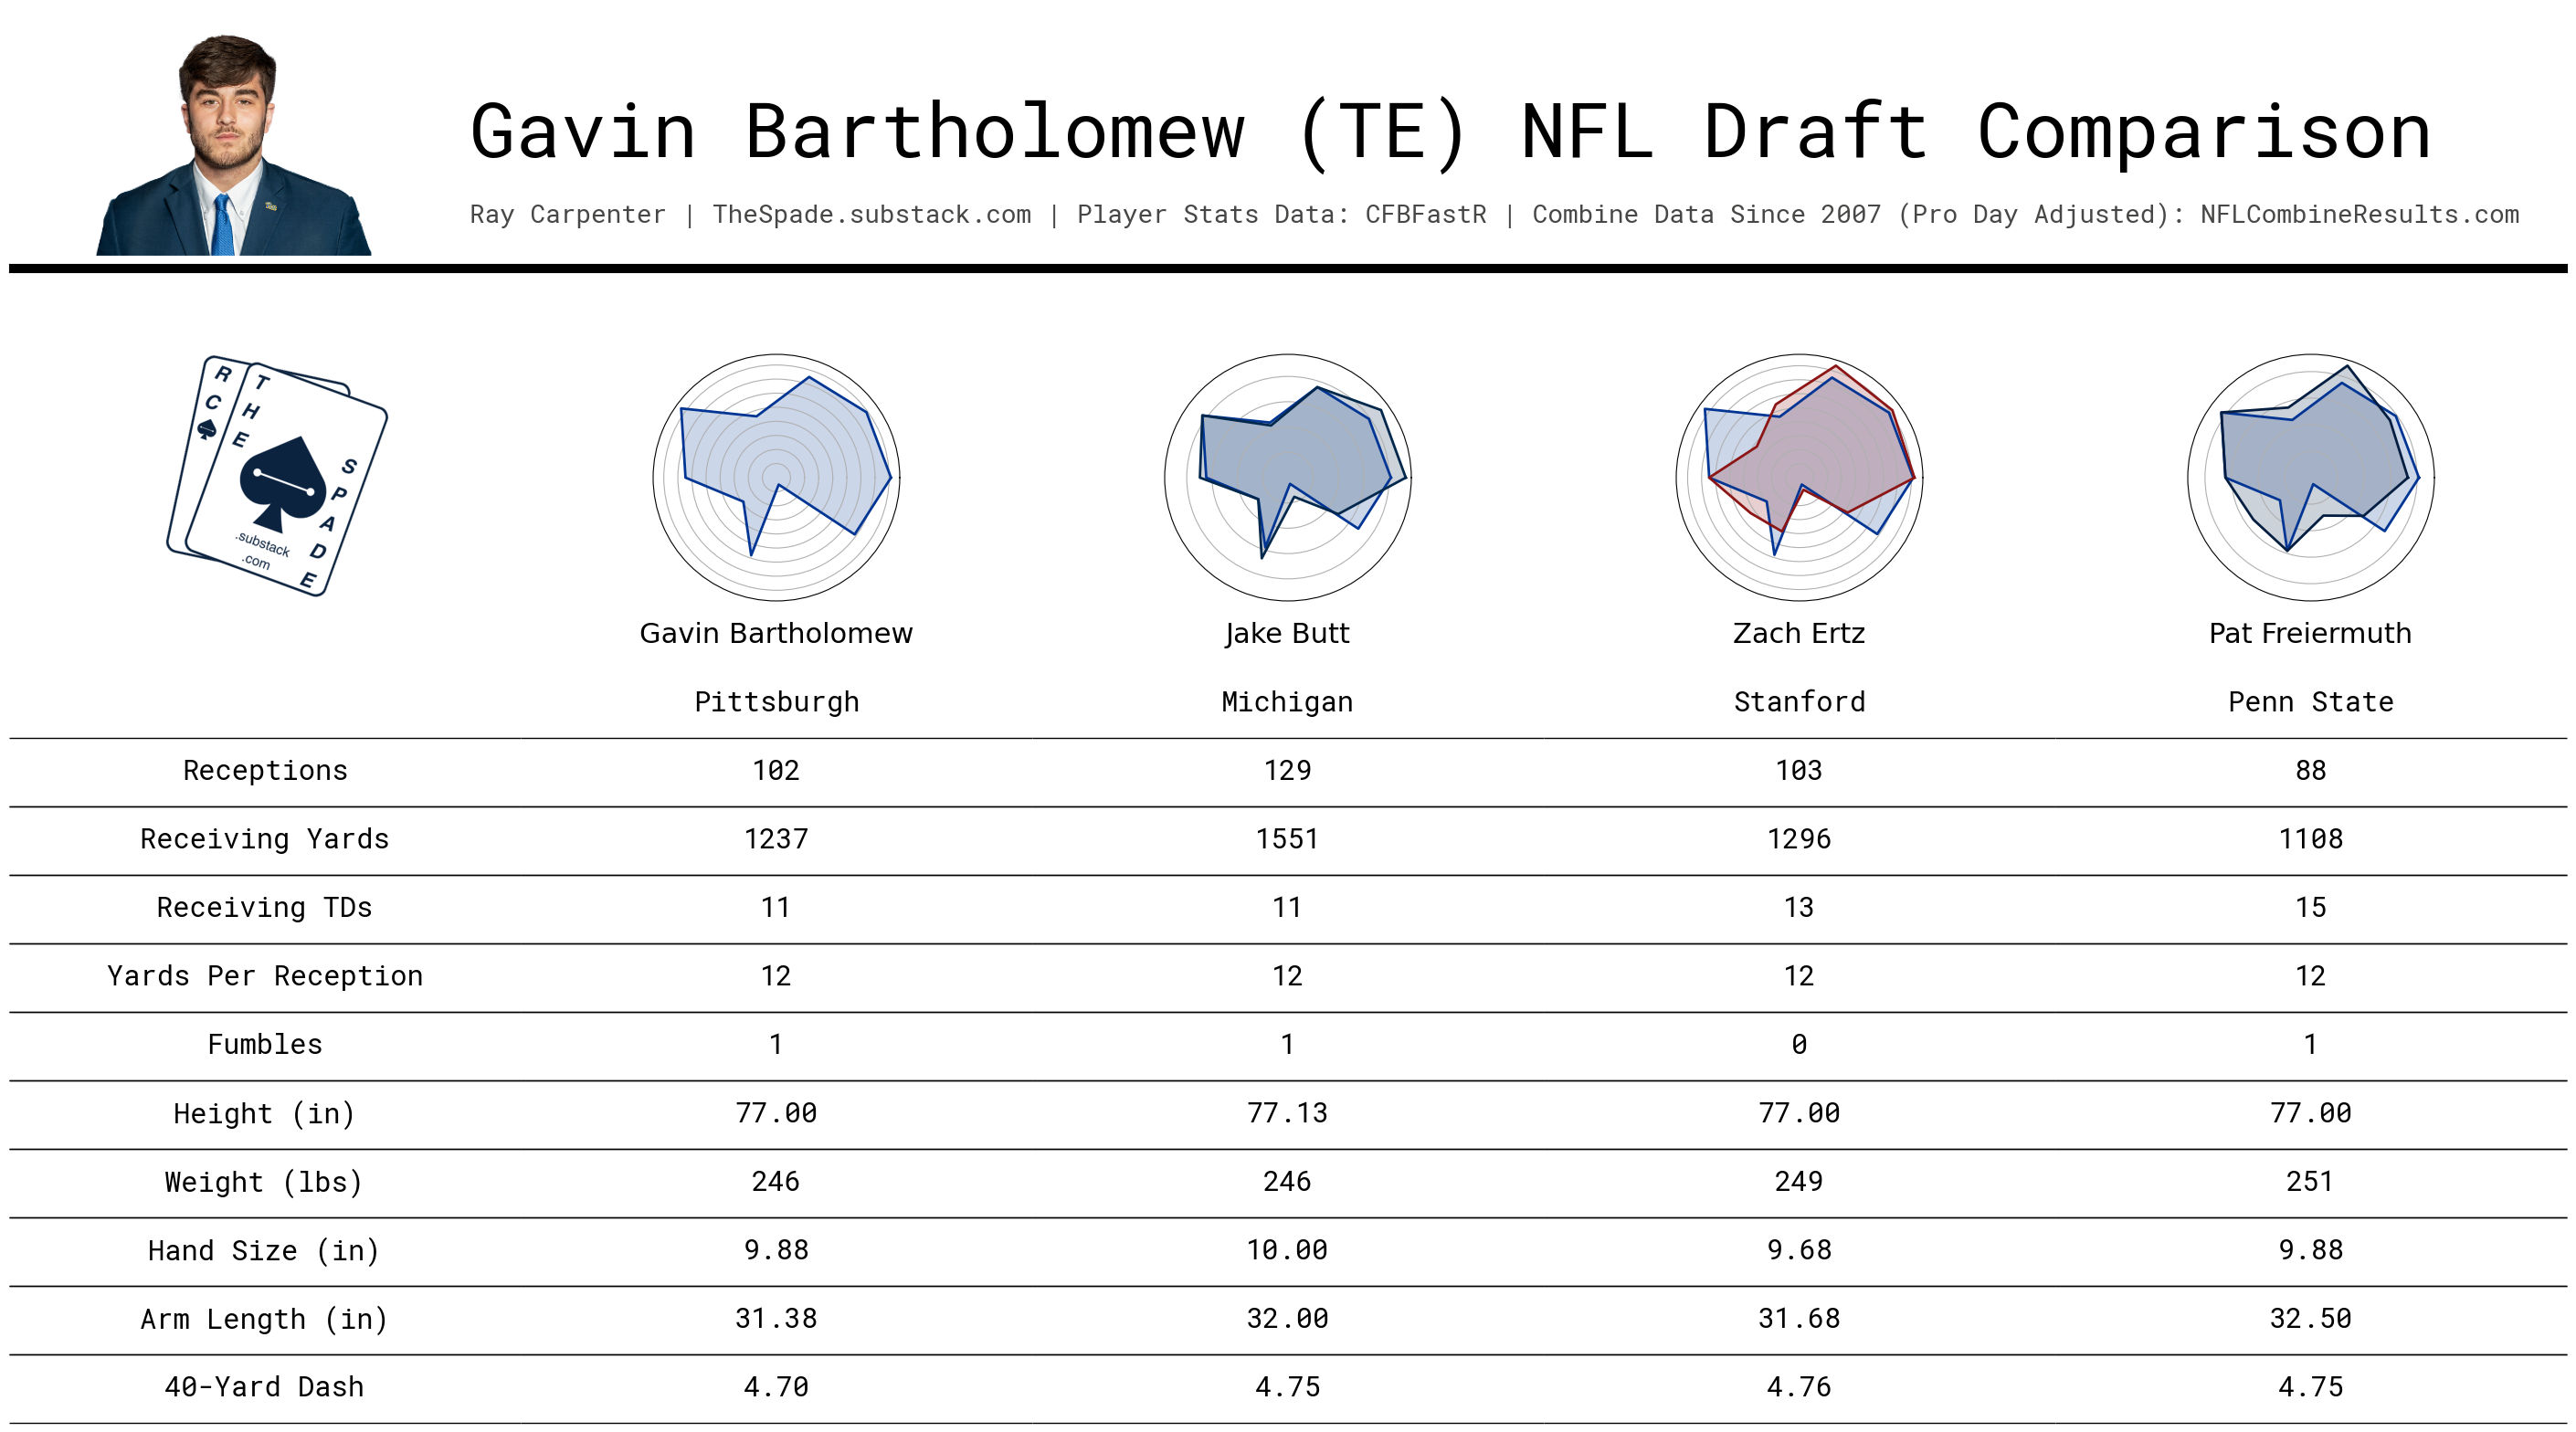 Gavin Bartholomew (TE) NFL Draft Comparison
Ray Carpenter | TheSpade.substack.com | Player Stats Data: CFBFastR | Combine Data Since 2007 (Pro Day Adjusted): NFLCombineResults.com
RC
THE
SPADE
.substack
.com
Gavin Bartholomew Jake Butt Zach Ertz Pat Freiermuth
Pittsburgh Michigan Stanford Penn State
Receptions 102 129 103 88
Receiving Yards 1237 1551 1296 1108
Receiving TDs 11 11 13 15
Yards Per Reception 12 12 12 12
Fumbles 1 1 0 1
Height (in) 77.00 77.13 77.00 77.00
Weight (lbs) 246 246 249 251
Hand Size (in) 9.88 10.00 9.68 9.88
Arm Length (in) 31.38 32.00 31.68 32.50
40-Yard Dash 4.70 4.75 4.76 4.75